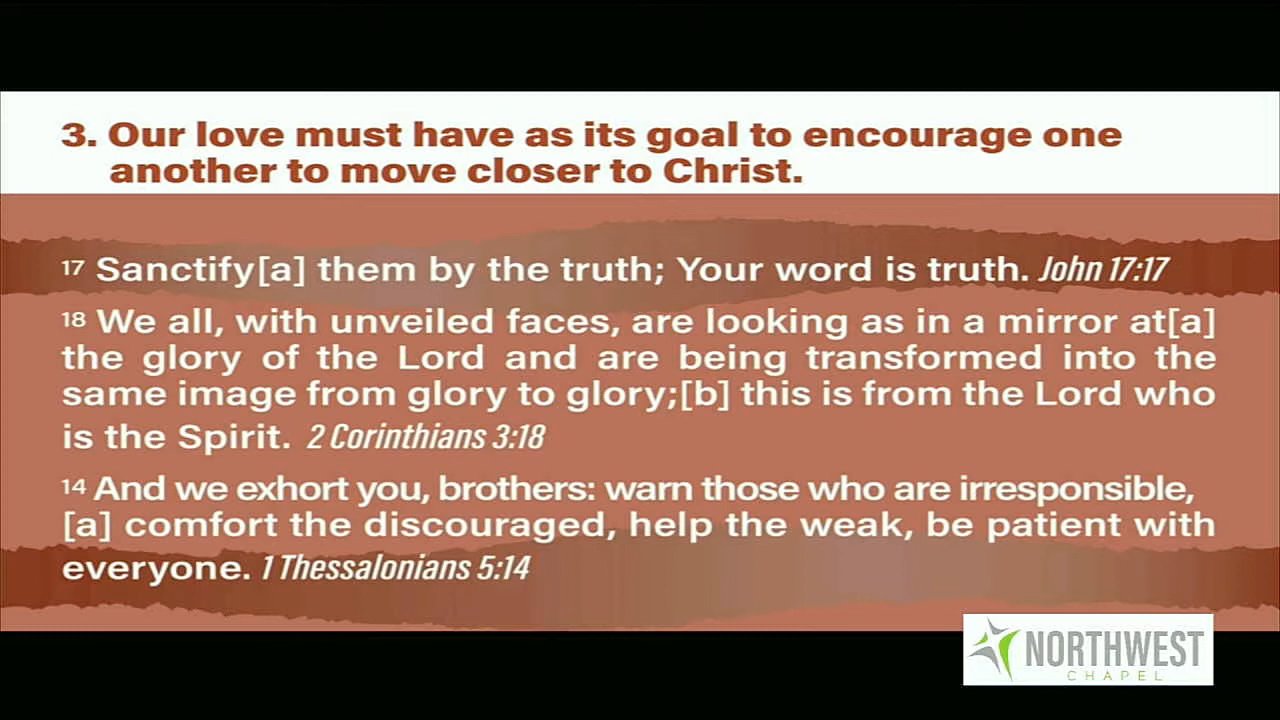 3. Our love must have as its goal to encourage one
another to move closer to Christ.
17 Sanctify[a] them by the truth; Your word is truth. John 17:17
18 We all, with unveiled faces, are looking as in a mirror at[a]
the glory of the Lord and are being transformed into the
same image from glory to glory;[b] this is from the Lord who
is the Spirit. 2 Corinthians 3:18
14 And we exhort you, brothers: warn those who are irresponsible,
[a] comfort the discouraged, help the weak, be patient with
everyone. 1 Thessalonians 5:14
NORTHWEST
CHAPEL